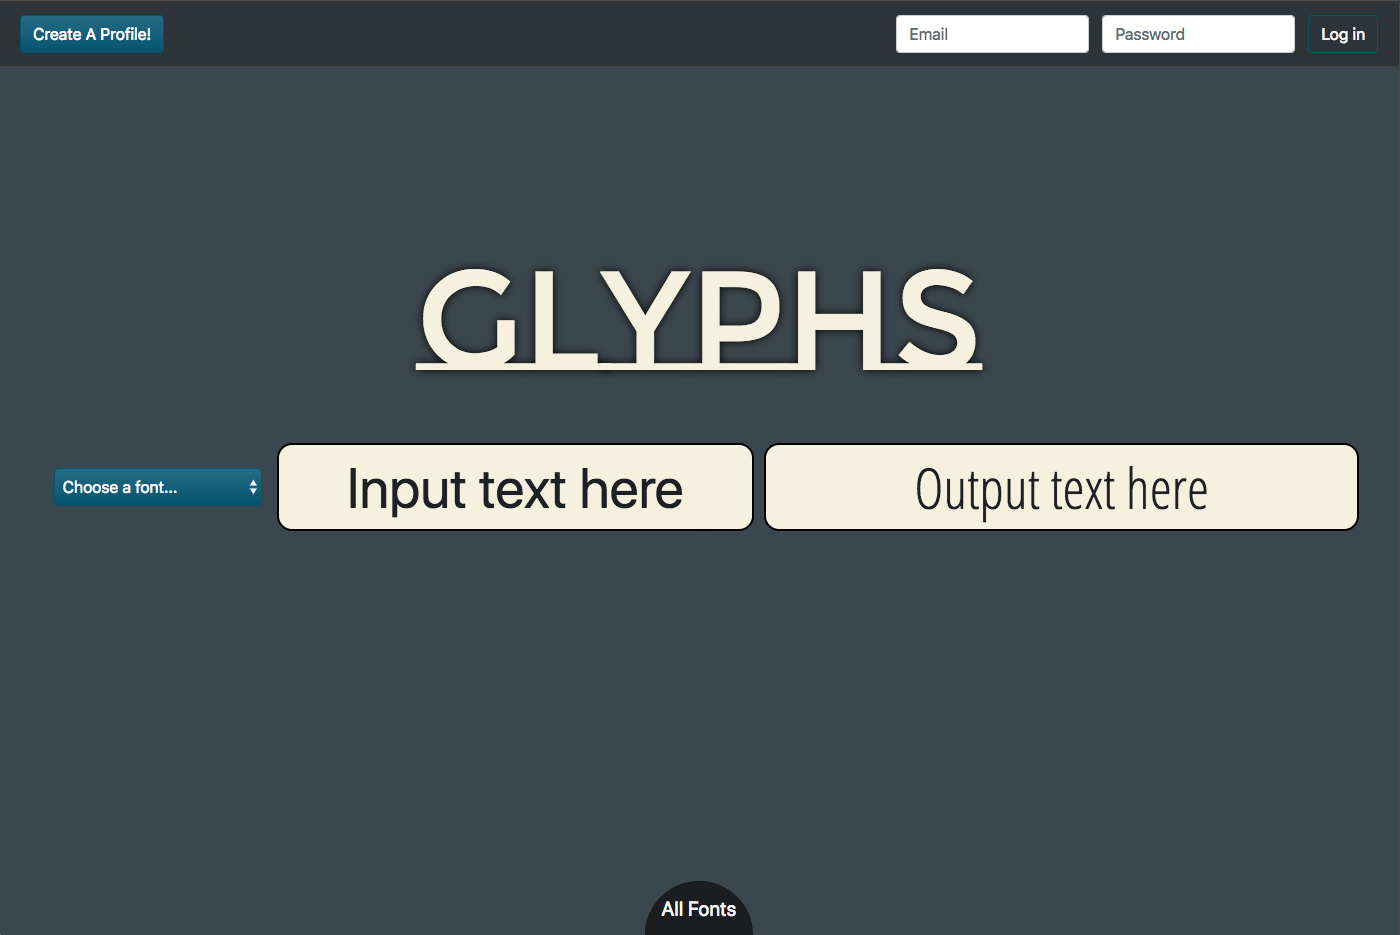 Create A Profile!
Email
Password
Log in
GLYPHS
Choose a font...
Input text here
Output text here
All Fonts